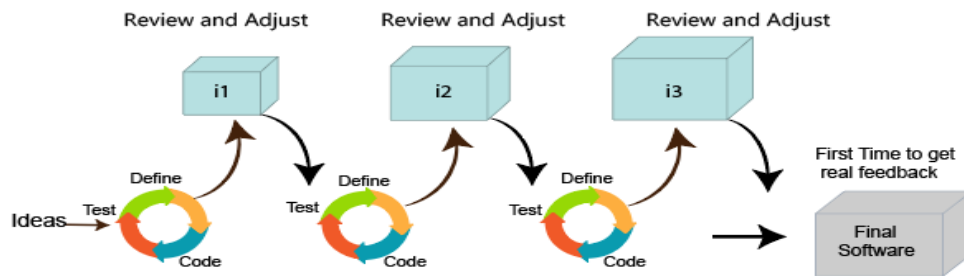 Review and Adjust
Review and Adjust
Review and Adjust
i1
i2
i3
First Time to get
real feedback
Define
Define
Define
Test
Test
Test
Ideas
Code
Code
Code
Final
Software